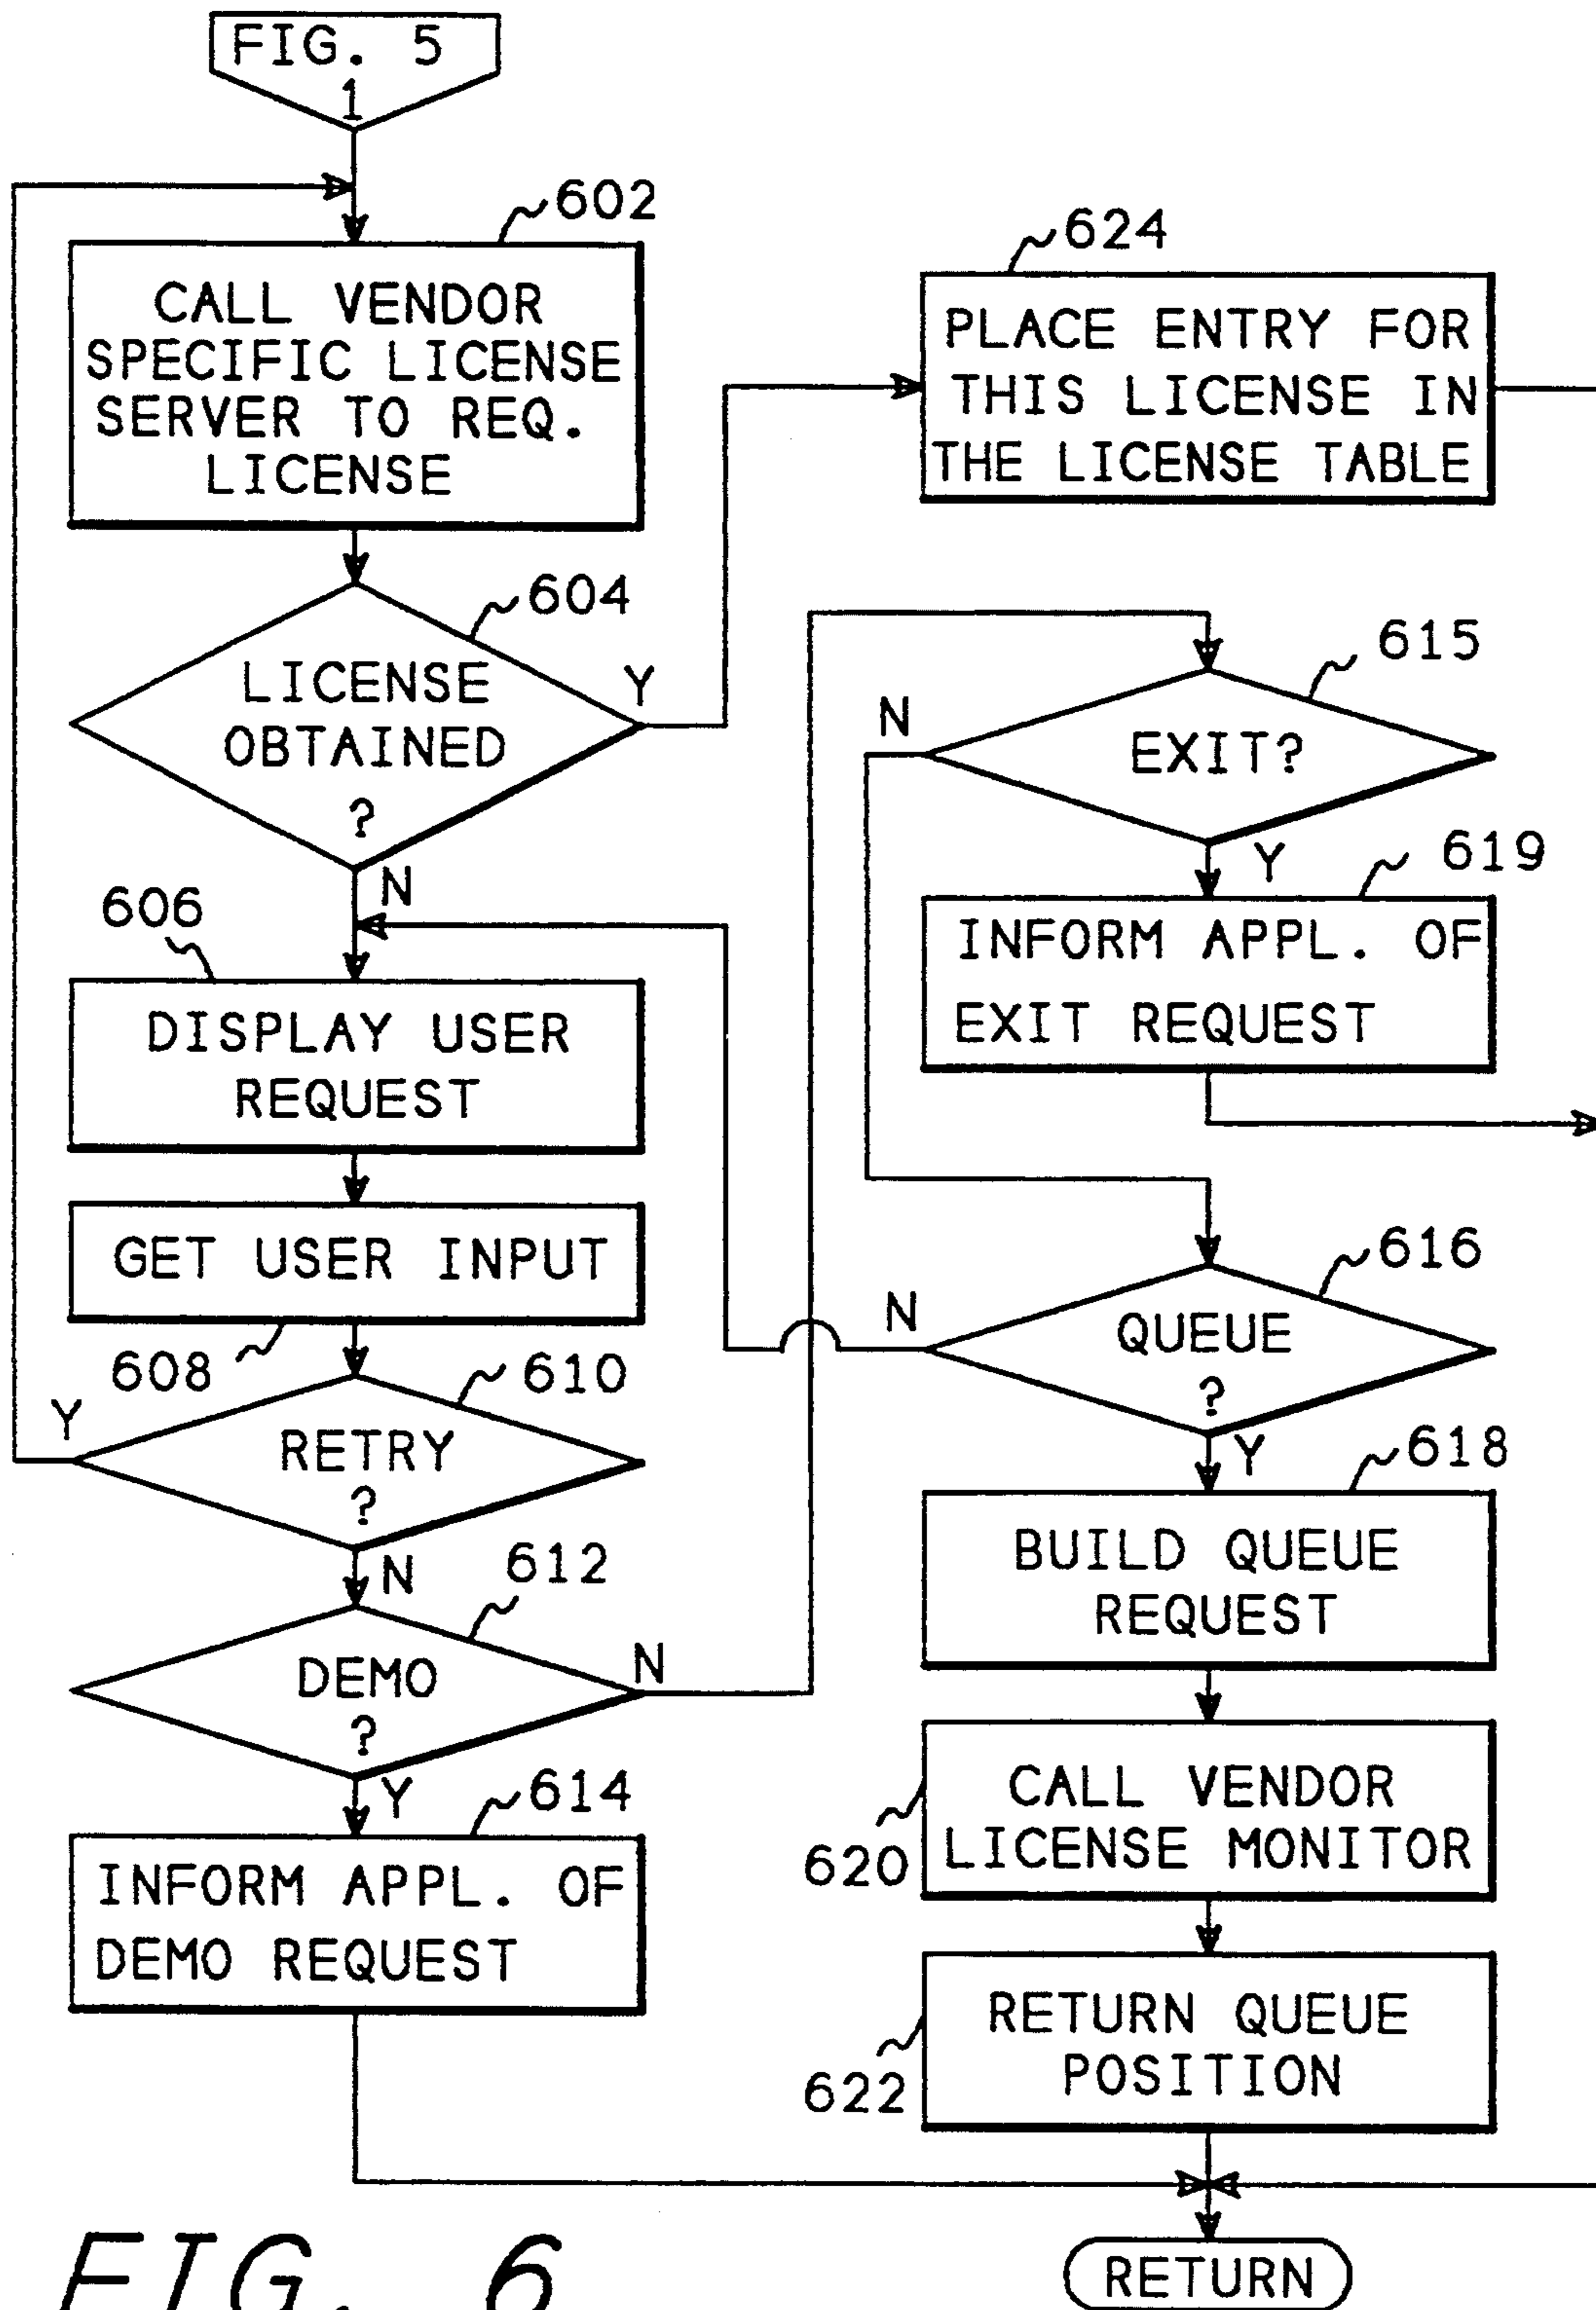 FIG. 5
1
602
CALL VENDOR
SPECIFIC LICENSE
SERVER TO REQ.
LICENSE
604
LICENSE
OBTAINED
?
Y
N
606
DISPLAY USER
REQUEST
GET USER INPUT
608
610
Y
RETRY
?
N
612
DEMO
?
N
Y
614
INFORM APPL. OF
DEMO REQUEST
624
PLACE ENTRY FOR
THIS LICENSE IN
THE LICENSE TABLE
615
N
EXIT?
Y
619
INFORM APPL. OF
EXIT REQUEST
616
N
QUEUE
?
Y
618
BUILD QUEUE
REQUEST
CALL VENDOR
LICENSE MONITOR
620
RETURN QUEUE
POSITION
622
RETURN
FIG. 6